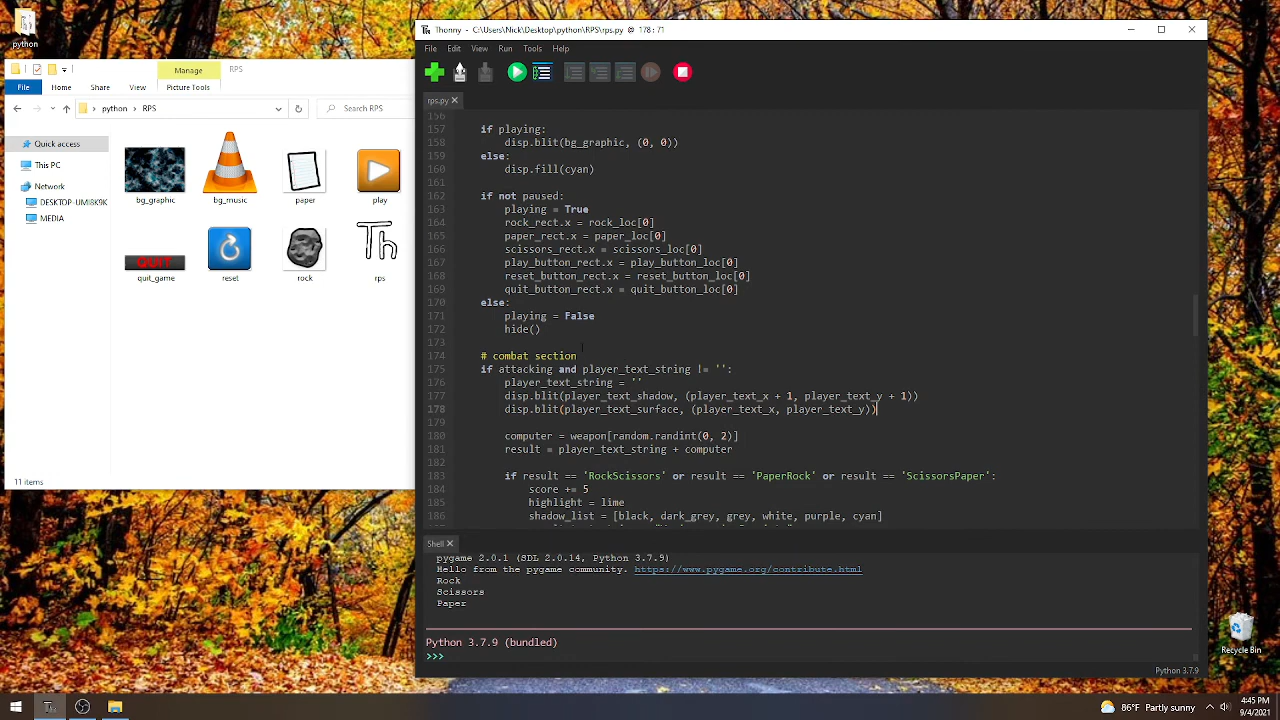 python
Manage
RPS
File
Home
Share
View
Picture Tools
python
RPS
Search RPS
Quick access
This PC
Network
DESKTOP-UMI8K9K
MEDIA
bg_graphic
bg_music
paper
play
QUIT
quit_game
reset
Th
rock
rps
11 items
Th
Thonny - C:\Users\Nick\Desktop\python\RPS\rps.py @ 178:71
File Edit View Run Tools Help
rps.py
156
157 if playing:
158 disp.blit(bg_graphic, (0, 0))
159 else:
160 disp.fill(cyan)
161
162 if not paused:
163 playing = True
164 rock_rect.x = rock_loc[0]
165 paper_rect.x = paper_loc[0]
166 scissors_rect.x = scissors_loc[0]
167 play_button_rect.x = play_button_loc[0]
168 reset_button_rect.x = reset_button_loc[0]
169 quit_button_rect.x = quit_button_loc[0]
170 else:
171 playing = False
172 hide()
173
174 # combat section
175 if attacking and player_text_string != '':
176 player_text_string = ''
177 disp.blit(player_text_shadow, (player_text_x + 1, player_text_y + 1))
178 disp.blit(player_text_surface, (player_text_x, player_text_y))
179
180 computer = weapon[random.randint(0, 2)]
181 result = player_text_string + computer
182
183 if result == 'RockScissors' or result == 'PaperRock' or result == 'ScissorsPaper':
184 score += 5
185 highlight = lime
186 shadow_list = [black, dark_grey, grey, white, purple, cyan]
Shell
pygame 2.0.1 (SDL 2.0.14, Python 3.7.9)
Hello from the pygame community. https://www.pygame.org/contribute.html
Rock
Scissors
Paper
Python 3.7.9 (bundled)
>>>
Python 3.7.9
Recycle Bin
86°F Partly sunny
4:45 PM
9/4/2021